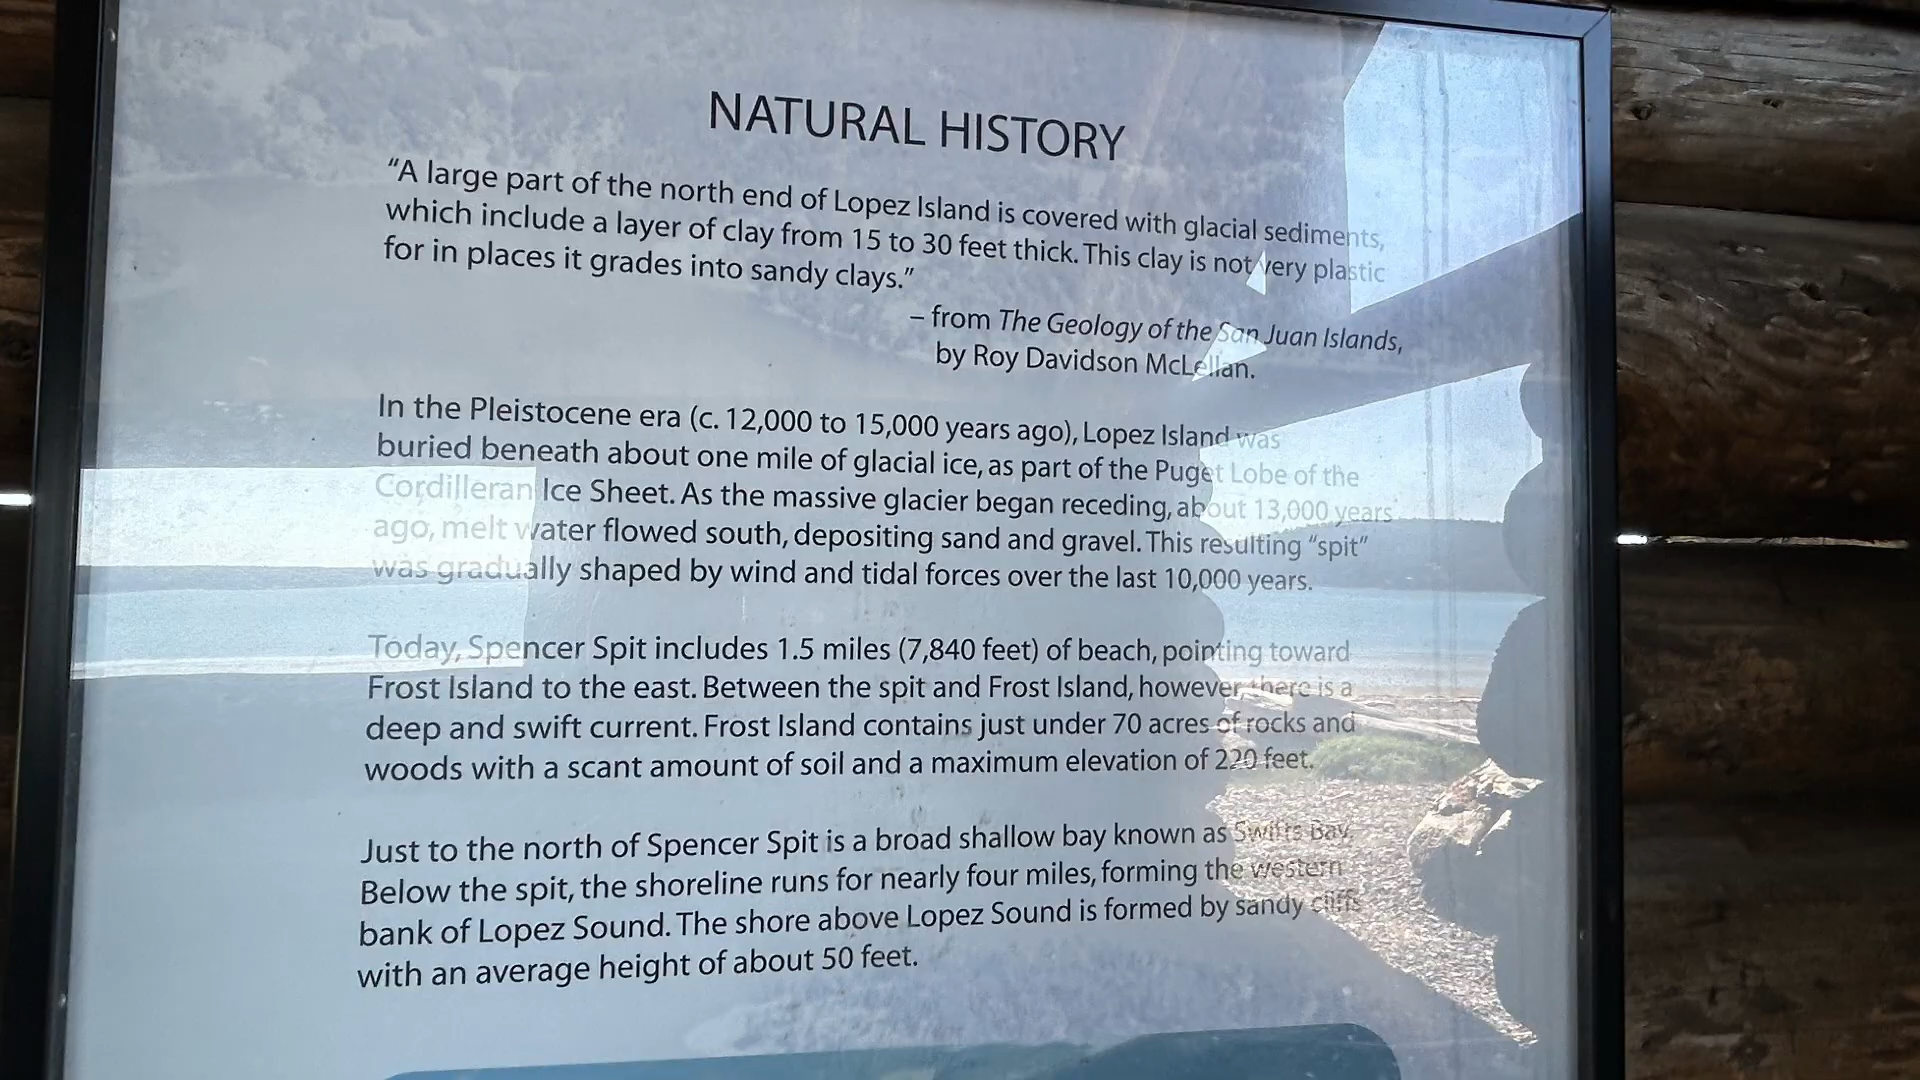 NATURAL HISTORY
“A large part of the north end of Lopez Island is covered with glacial sediments,
which include a layer of clay from 15 to 30 feet thick. This clay is not very plastic
for in places it grades into sandy clays.”
– from The Geology of the San Juan Islands,
by Roy Davidson McLellan.
In the Pleistocene era (c. 12,000 to 15,000 years ago), Lopez Island was
buried beneath about one mile of glacial ice, as part of the Puget Lobe of the
Cordilleran Ice Sheet. As the massive glacier began receding, about 13,000 years
ago, melt water flowed south, depositing sand and gravel. This resulting “spit”
was gradually shaped by wind and tidal forces over the last 10,000 years.
Today, Spencer Spit includes 1.5 miles (7,840 feet) of beach, pointing toward
Frost Island to the east. Between the spit and Frost Island, however, there is a
deep and swift current. Frost Island contains just under 70 acres of rocks and
woods with a scant amount of soil and a maximum elevation of 220 feet.
Just to the north of Spencer Spit is a broad shallow bay known as Swifts Bay.
Below the spit, the shoreline runs for nearly four miles, forming the western
bank of Lopez Sound. The shore above Lopez Sound is formed by sandy cliffs
with an average height of about 50 feet.